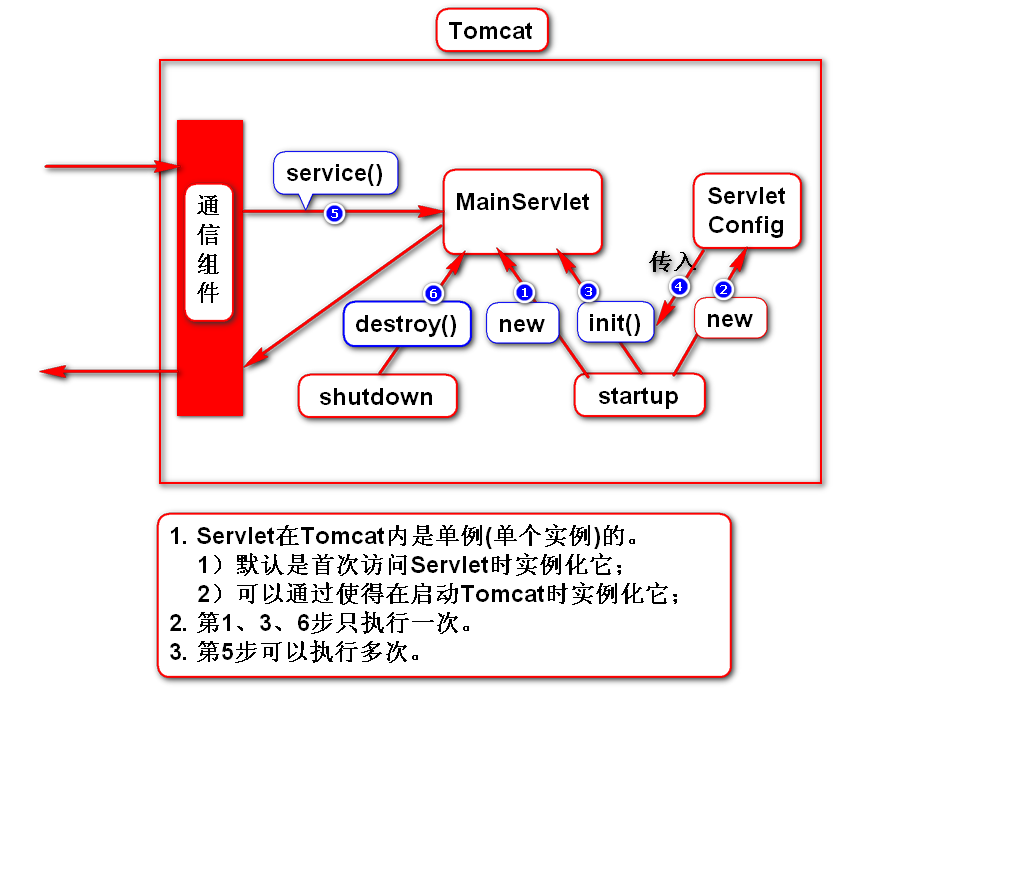 Tomcat
service()
MainServlet
Servlet
Config
通
信
组
件
传入
5
6
1
3
4
2
destroy()
new
init()
new
shutdown
startup
1. Servlet在Tomcat内是单例(单个实例)的。
1）默认是首次访问Servlet时实例化它；
2）可以通过使得在启动Tomcat时实例化它；
2. 第1、3、6步只执行一次。
3. 第5步可以执行多次。